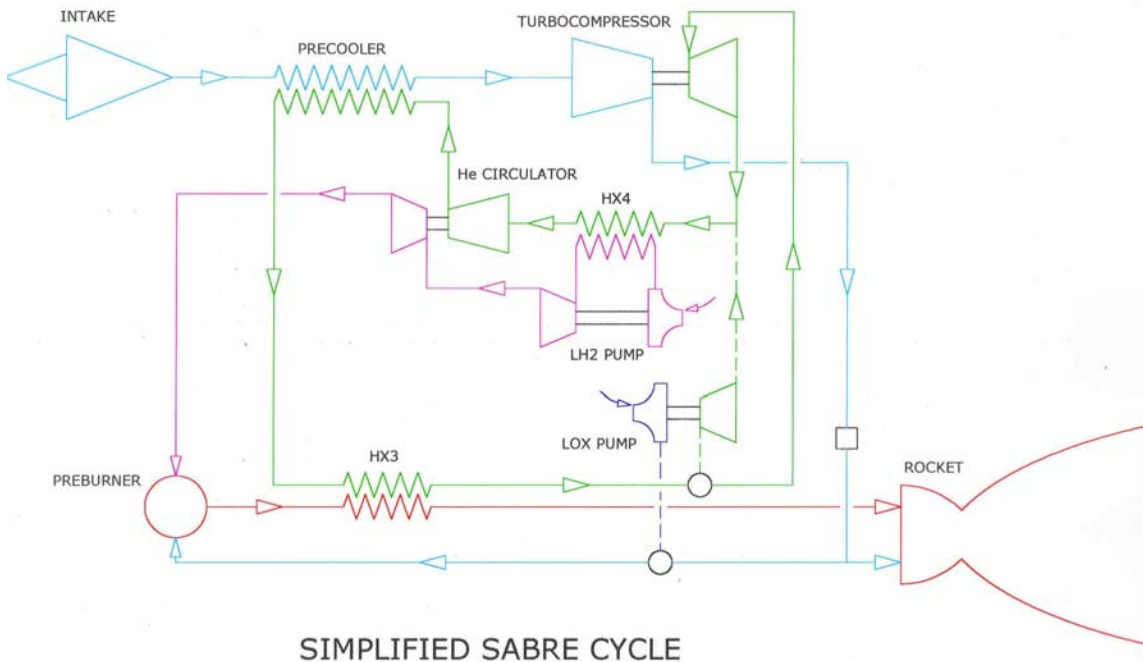 INTAKE
PRECOOLER
TURBOCOMPRESSOR
He CIRCULATOR
HX4
LH2 PUMP
LOX PUMP
HX3
PREBURNER
ROCKET
SIMPLIFIED SABRE CYCLE